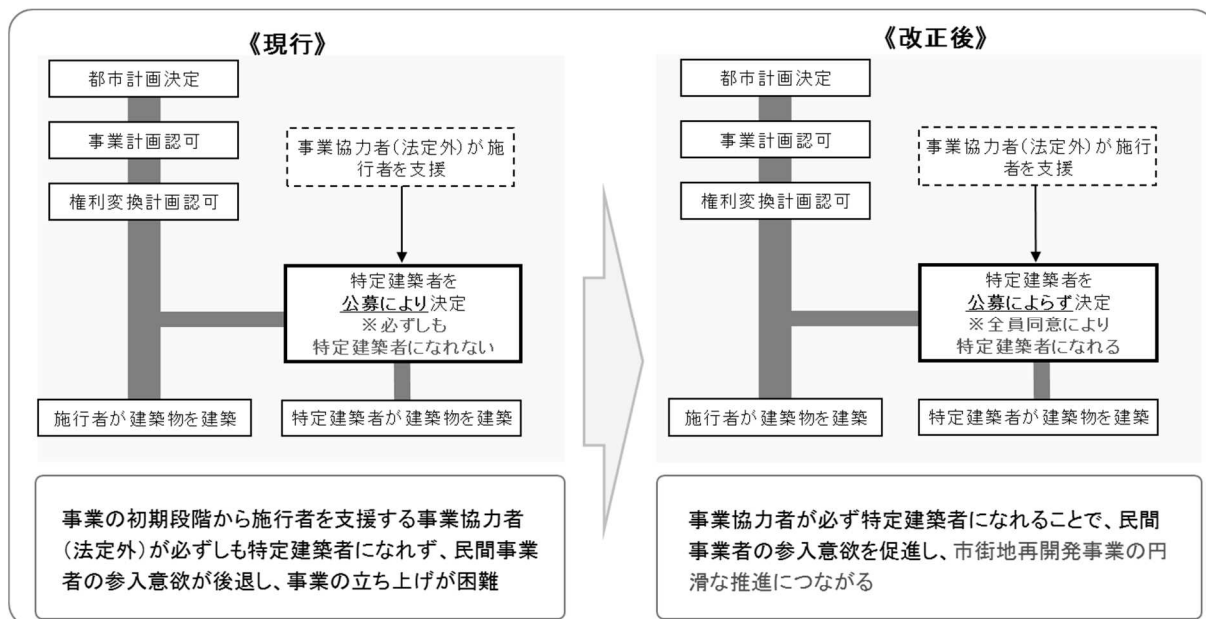 《現行》
都市計画決定
事業計画認可
権利変換計画認可
事業協力者(法定外)が施
行者を支援
特定建築者を
公募により決定
※必ずしも
特定建築者になれない
施行者が建築物を建築
特定建築者が建築物を建築
事業の初期段階から施行者を支援する事業協力者
(法定外)が必ずしも特定建築者になれず、民間事業
者の参入意欲が後退し、事業の立ち上げが困難
《改正後》
都市計画決定
事業計画認可
権利変換計画認可
事業協力者(法定外)が施行
者を支援
特定建築者を
公募によらず決定
※全員同意により
特定建築者になれる
施行者が建築物を建築
特定建築者が建築物を建築
事業協力者が必ず特定建築者になれることで、民間
事業者の参入意欲を促進し、市街地再開発事業の円
滑な推進につながる